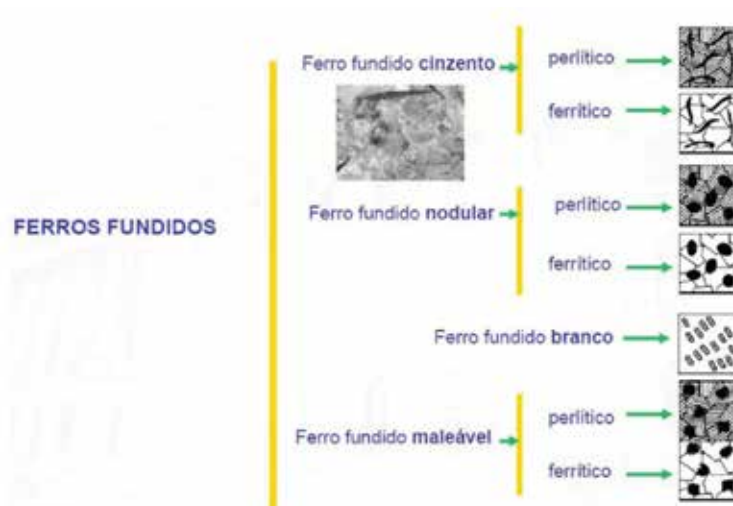 Ferro fundido cinzento
perlítico
ferrítico
FERROS FUNDIDOS
Ferro fundido nodular
perlítico
ferrítico
Ferro fundido branco
Ferro fundido maleável
perlítico
ferrítico